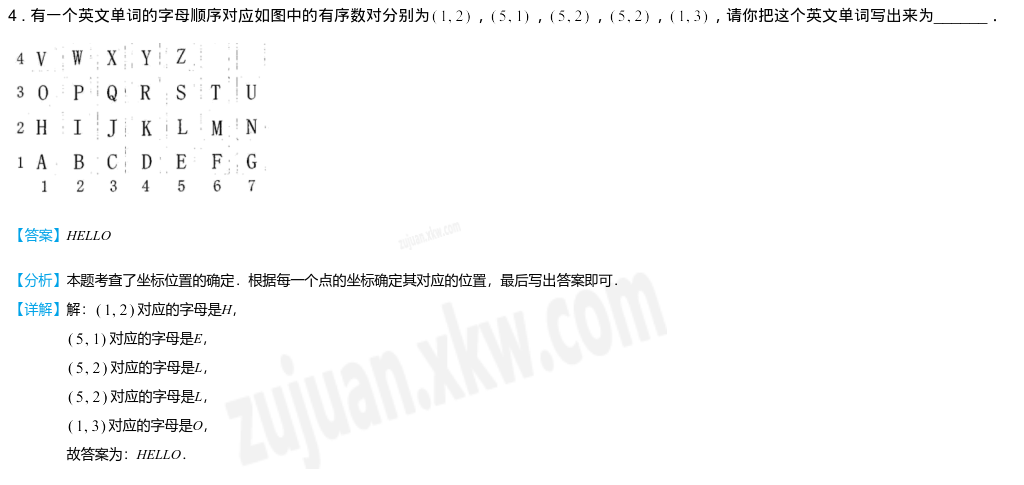 4．有一个英文单词的字母顺序对应如图中的有序数对分别为(1,2)，(5,1)，(5,2)，(5,2)，(1,3)，请你把这个英文单词写出来为______．
4 V W X Y Z
3 O P Q R S T U
2 H I J K L M N
1 A B C D E F G
1 2 3 4 5 6 7
【答案】HELLO
zujuan.xkw.com
【分析】本题考查了坐标位置的确定．根据每一个点的坐标确定其对应的位置，最后写出答案即可．
【详解】解：(1,2)对应的字母是H，
(5,1)对应的字母是E，
(5,2)对应的字母是L，
(5,2)对应的字母是L，
(1,3)对应的字母是O，
故答案为：HELLO．
zujuan.xkw.com